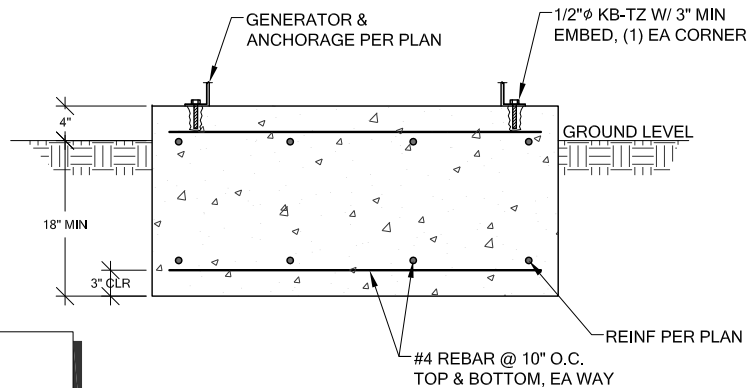 GENERATOR &
ANCHORAGE PER PLAN
1/2"φ KB-TZ W/ 3" MIN
EMBED, (1) EA CORNER
4"
GROUND LEVEL
18" MIN
3" CLR
REINF PER PLAN
#4 REBAR @ 10" O.C.
TOP & BOTTOM, EA WAY